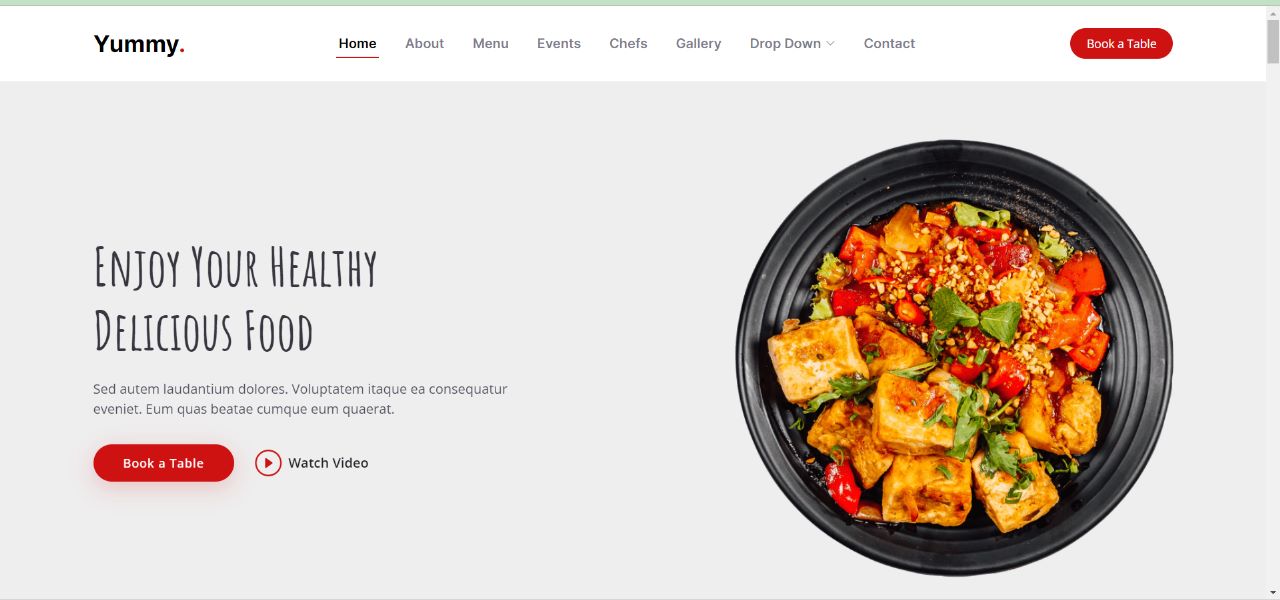 Yummy.
Home About Menu Events Chefs Gallery Drop Down Contact
Book a Table
Enjoy Your Healthy
Delicious Food
Sed autem laudantium dolores. Voluptatem itaque ea consequatur
eveniet. Eum quas beatae cumque eum quaerat.
Book a Table
Watch Video